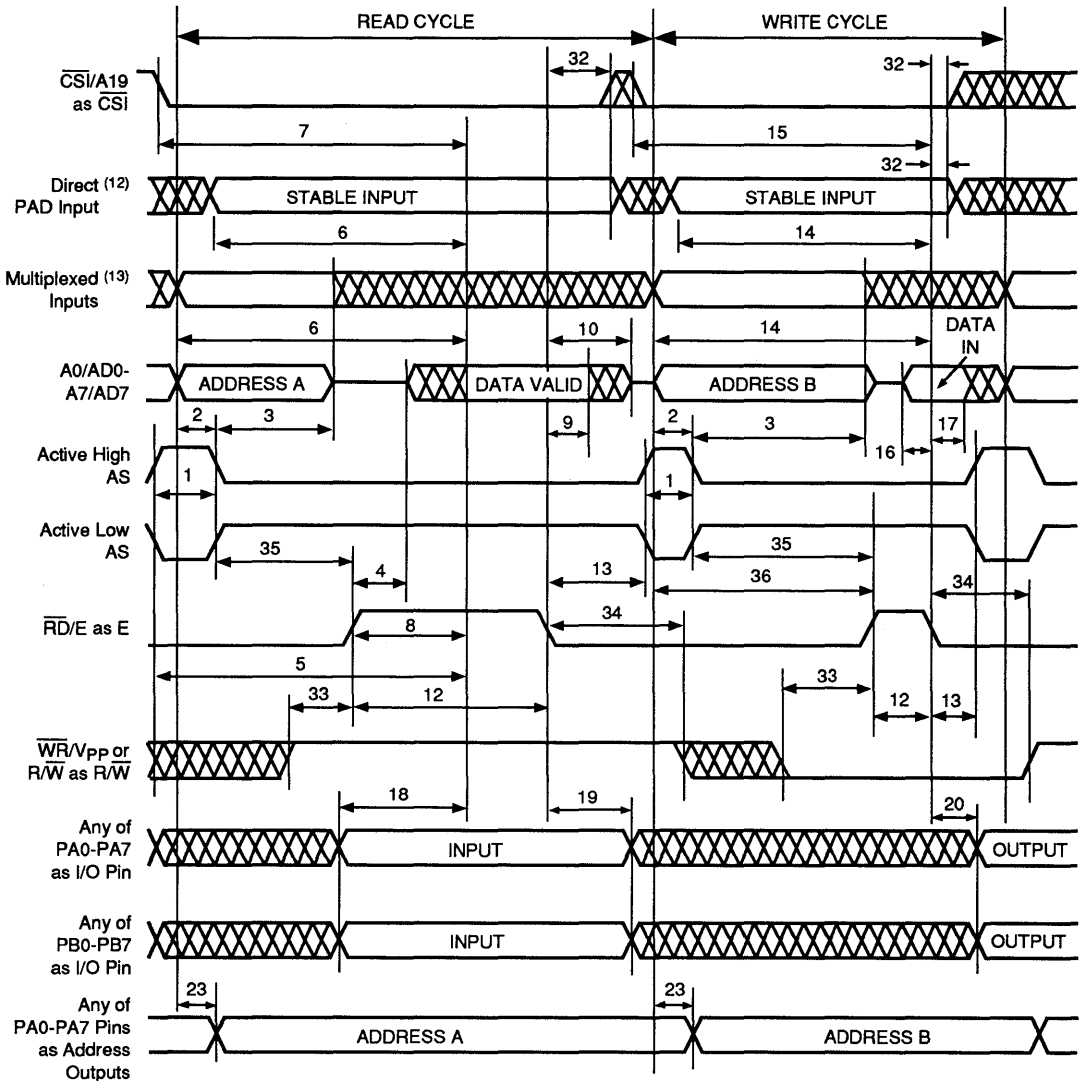 READ CYCLE
WRITE CYCLE
CSI/A19
as CSI
32
32
7
15
Direct (12)
PAD Input
STABLE INPUT
STABLE INPUT
32
6
14
Multiplexed (13)
Inputs
6
10
14
DATA
IN
A0/AD0-
A7/AD7
ADDRESS A
DATA VALID
ADDRESS B
2
3
9
2
3
16
17
Active High
AS
1
1
Active Low
AS
35
4
13
35
36
34
RD/E as E
8
34
5
33
12
33
12
13
WR/VPP or
R/W as R/W
18
19
20
Any of
PA0-PA7
as I/O Pin
INPUT
OUTPUT
Any of
PB0-PB7
as I/O Pin
INPUT
OUTPUT
23
23
Any of
PA0-PA7 Pins
as Address
Outputs
ADDRESS A
ADDRESS B